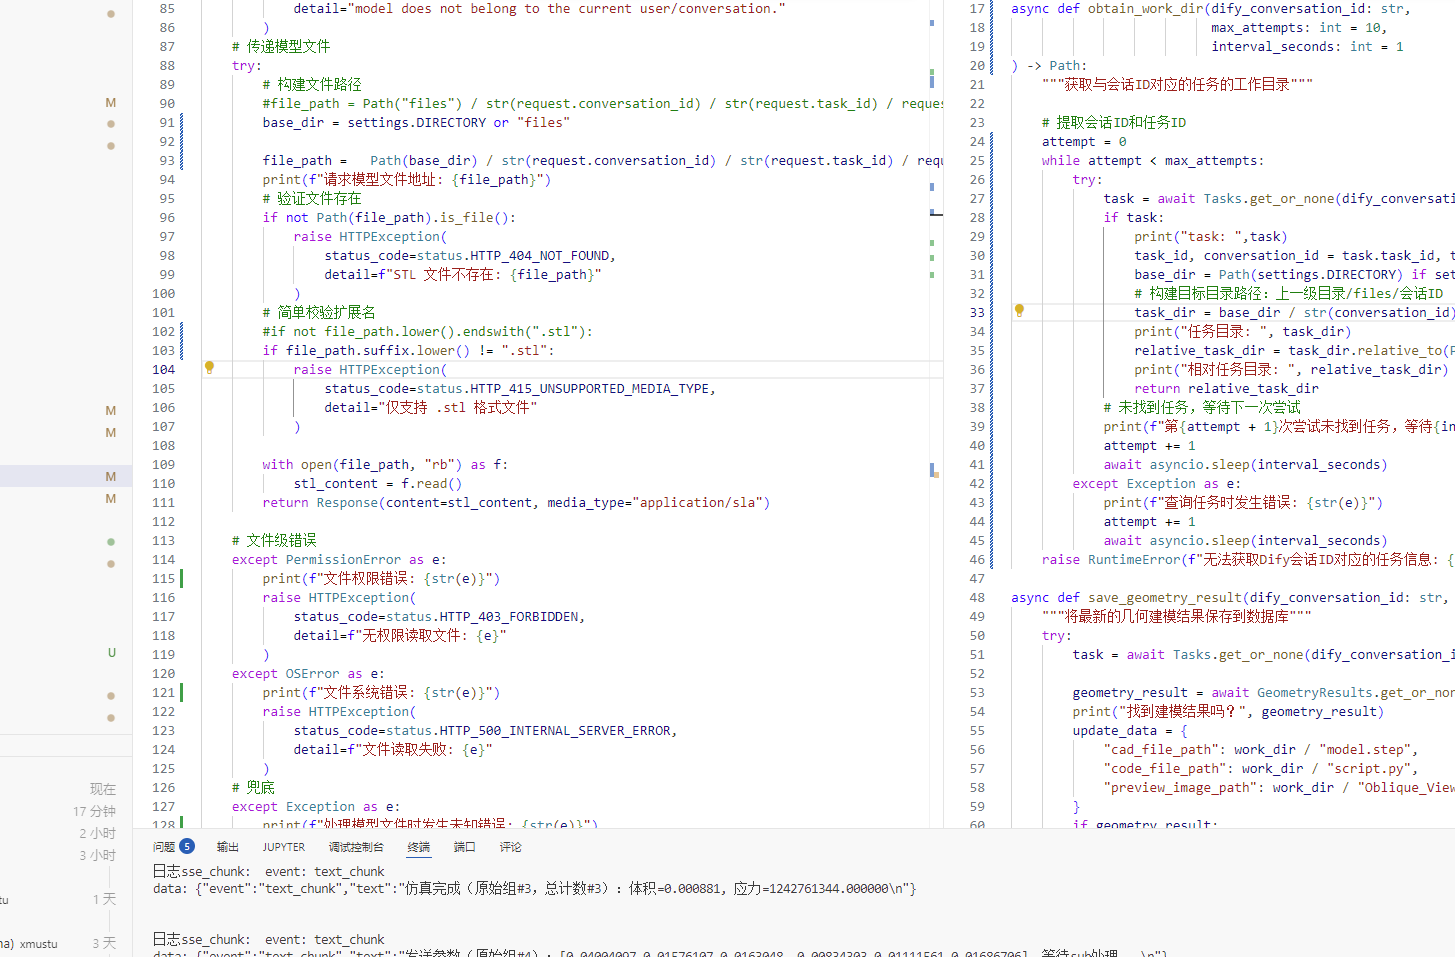 85 detail="model does not belong to the current user/conversation."
86 )
87 # 传递模型文件
88 try:
89 # 构建文件路径
90 #file_path = Path("files") / str(request.conversation_id) / str(request.task_id) / reque
91 base_dir = settings.DIRECTORY or "files"
92
93 file_path =   Path(base_dir) / str(request.conversation_id) / str(request.task_id) / requ
94 print(f"请求模型文件地址: {file_path}")
95 # 验证文件存在
96 if not Path(file_path).is_file():
97 raise HTTPException(
98 status_code=status.HTTP_404_NOT_FOUND,
99 detail=f"STL 文件不存在: {file_path}"
100 )
101 # 简单校验扩展名
102 #if not file_path.lower().endswith(".stl"):
103 if file_path.suffix.lower() != ".stl":
104 raise HTTPException(
105 status_code=status.HTTP_415_UNSUPPORTED_MEDIA_TYPE,
106 detail="仅支持 .stl 格式文件"
107 )
108
109 with open(file_path, "rb") as f:
110 stl_content = f.read()
111 return Response(content=stl_content, media_type="application/sla")
112
113 # 文件级错误
114 except PermissionError as e:
115 print(f"文件权限错误: {str(e)}")
116 raise HTTPException(
117 status_code=status.HTTP_403_FORBIDDEN,
118 detail=f"无权限读取文件: {e}"
119 )
120 except OSError as e:
121 print(f"文件系统错误: {str(e)}")
122 raise HTTPException(
123 status_code=status.HTTP_500_INTERNAL_SERVER_ERROR,
124 detail=f"文件读取失败: {e}"
125 )
126 # 兜底
127 except Exception as e:
128 print(f"处理模型文件时发生未知错误: {str(e)}")
17 async def obtain_work_dir(dify_conversation_id: str,
18 max_attempts: int = 10,
19 interval_seconds: int = 1
20 ) -> Path:
21 """获取与会话ID对应的任务的工作目录"""
22
23 # 提取会话ID和任务ID
24 attempt = 0
25 while attempt < max_attempts:
26 try:
27 task = await Tasks.get_or_none(dify_conversati
28 if task:
29 print("task: ",task)
30 task_id, conversation_id = task.task_id, t
31 base_dir = Path(settings.DIRECTORY) if set
32 # 构建目标目录路径: 上一级目录/files/会话ID
33 task_dir = base_dir / str(conversation_id)
34 print("任务目录: ", task_dir)
35 relative_task_dir = task_dir.relative_to(P
36 print("相对任务目录: ", relative_task_dir)
37 return relative_task_dir
38 # 未找到任务，等待下一次尝试
39 print(f"第{attempt + 1}次尝试未找到任务，等待{in
40 attempt += 1
41 await asyncio.sleep(interval_seconds)
42 except Exception as e:
43 print(f"查询任务时发生错误: {str(e)}")
44 attempt += 1
45 await asyncio.sleep(interval_seconds)
46 raise RuntimeError(f"无法获取Dify会话ID对应的任务信息: {
47
48 async def save_geometry_result(dify_conversation_id: str,
49 """将最新的几何建模结果保存到数据库"""
50 try:
51 task = await Tasks.get_or_none(dify_conversation_i
52
53 geometry_result = await GeometryResults.get_or_non
54 print("找到建模结果吗？", geometry_result)
55 update_data = {
56 "cad_file_path": work_dir / "model.step",
57 "code_file_path": work_dir / "script.py",
58 "preview_image_path": work_dir / "Oblique_View
59 }
60 if geometry_result:
M
M
M
M
M
U
现在
17 分钟
2 小时
3 小时
tu 1 天
na) xmustu 3 天
问题 5 输出 JUPYTER 调试控制台 终端 端口 评论
日志sse_chunk:  event: text_chunk
data: {"event":"text_chunk","text":"仿真完成（原始组#3，总计数#3）: 体积=0.000881, 应力=1242761344.000000\n"}
日志sse_chunk:  event: text_chunk
data: {"event":"text_chunk","text":"发送参数（原始组#4）: [0.04004097